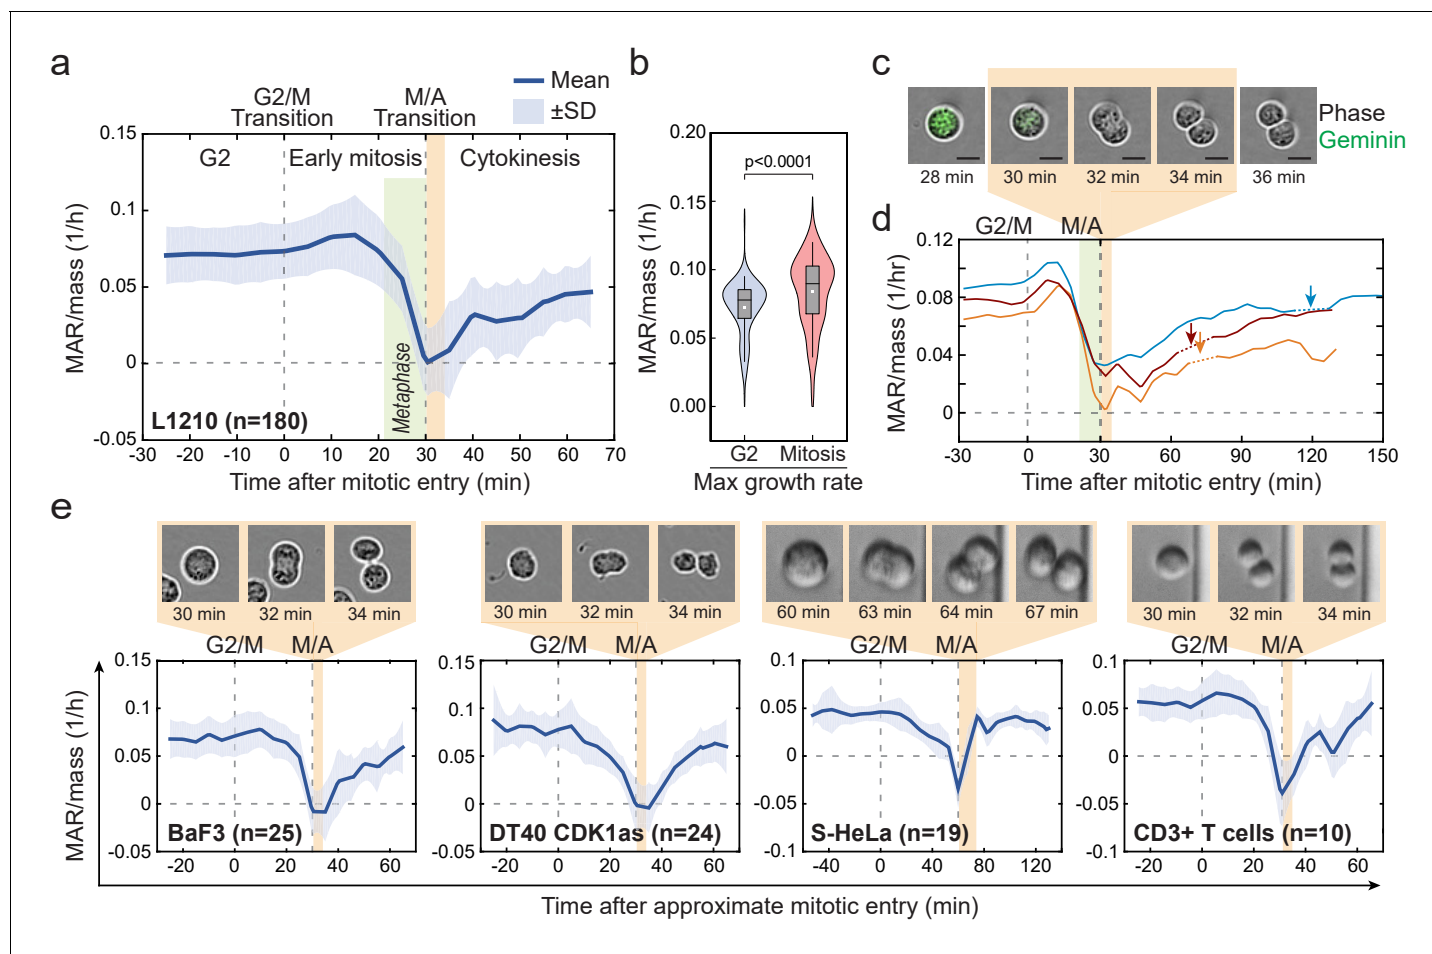 a
Mean
±SD
G2/M
Transition
M/A
Transition
G2
Early mitosis
Cytokinesis
0.15
0.1
0.05
0
-0.05
MAR/mass (1/h)
Metaphase
L1210 (n=180)
-30 -20 -10 0 10 20 30 40 50 60 70
Time after mitotic entry (min)
b
0.20
0.15
0.10
0.05
0.00
MAR/mass (1/h)
p<0.0001
G2 Mitosis
Max growth rate
c
Phase
Geminin
28 min 30 min 32 min 34 min 36 min
d
G2/M M/A
0.12
0.08
0.04
0
MAR/mass (1/hr)
-30 0 30 60 90 120 150
Time after mitotic entry (min)
e
30 min 32 min 34 min
G2/M M/A
0.15
0.1
0.05
0
-0.05
MAR/mass (1/h)
BaF3 (n=25)
-20 0 20 40 60
30 min 32 min 34 min
G2/M M/A
0.15
0.1
0.05
0
-0.05
DT40 CDK1as (n=24)
-20 0 20 40 60
60 min 63 min 64 min 67 min
G2/M M/A
0.1
0.05
0
-0.05
-0.1
S-HeLa (n=19)
-40 0 40 80 120
30 min 32 min 34 min
G2/M M/A
0.1
0.05
0
-0.05
-0.1
CD3+ T cells (n=10)
-20 0 20 40 60
Time after approximate mitotic entry (min)